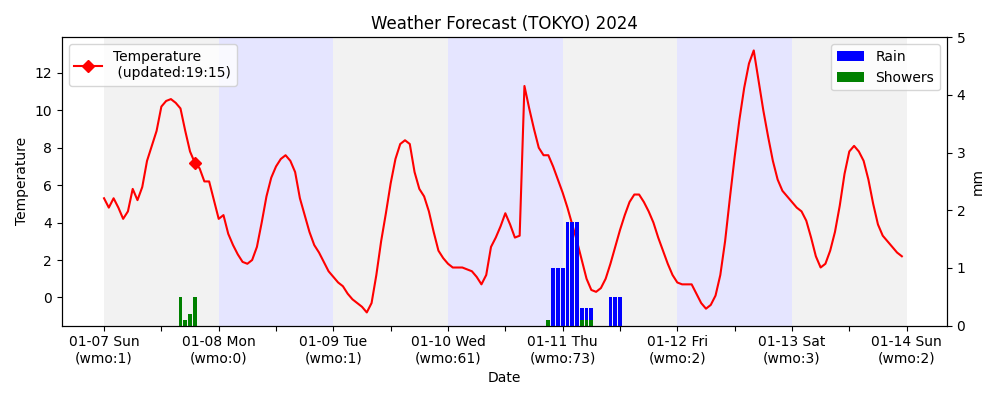 Weather Forecast (TOKYO) 2024
Temperature
(updated:19:15)
Rain
Showers
Temperature
12
10
8
6
4
2
0
5
4
3
2
1
0
mm
01-07 Sun 01-08 Mon 01-09 Tue 01-10 Wed 01-11 Thu 01-12 Fri 01-13 Sat 01-14 Sun
(wmo:1) (wmo:0) (wmo:1) (wmo:61) (wmo:73) (wmo:2) (wmo:3) (wmo:2)
Date